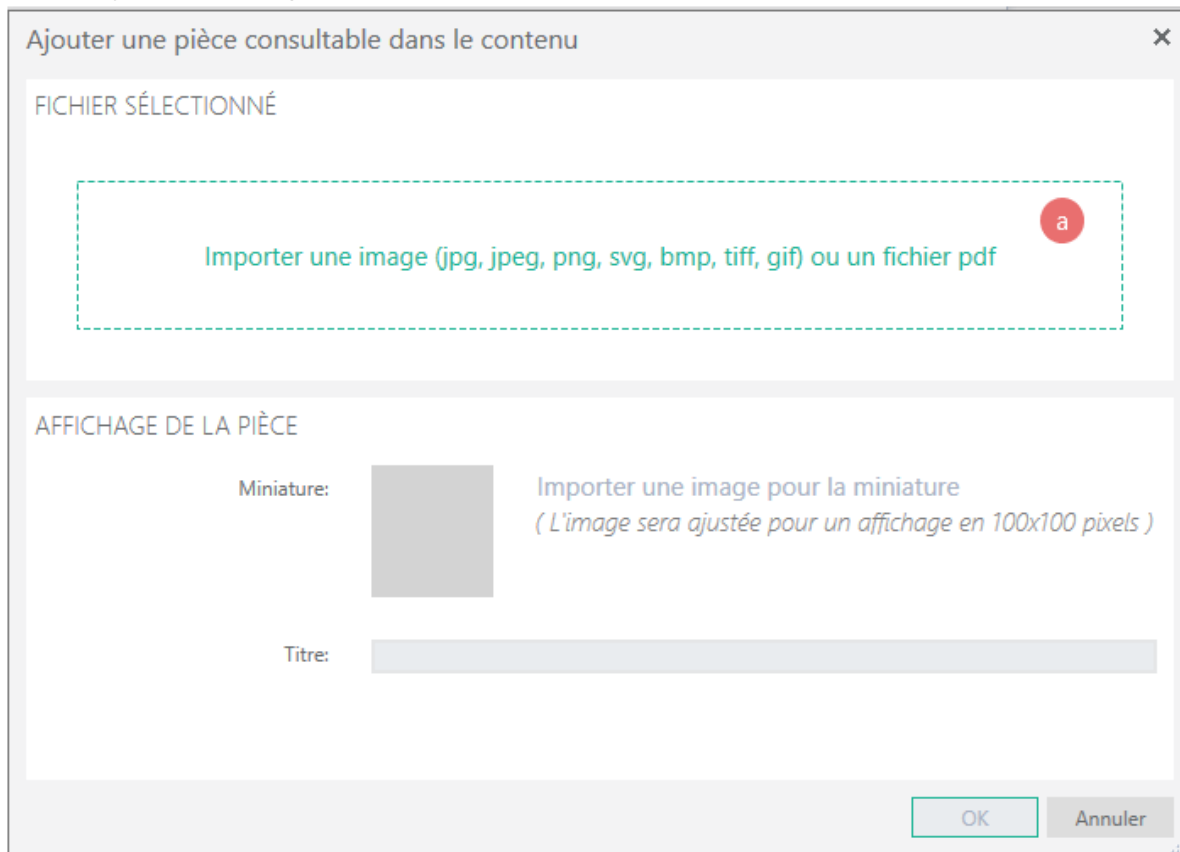 Ajouter une pièce consultable dans le contenu ×
FICHIER SÉLECTIONNÉ
a
Importer une image (jpg, jpeg, png, svg, bmp, tiff, gif) ou un fichier pdf
AFFICHAGE DE LA PIÈCE
Miniature:
Importer une image pour la miniature
( L'image sera ajustée pour un affichage en 100x100 pixels )
Titre:
OK Annuler